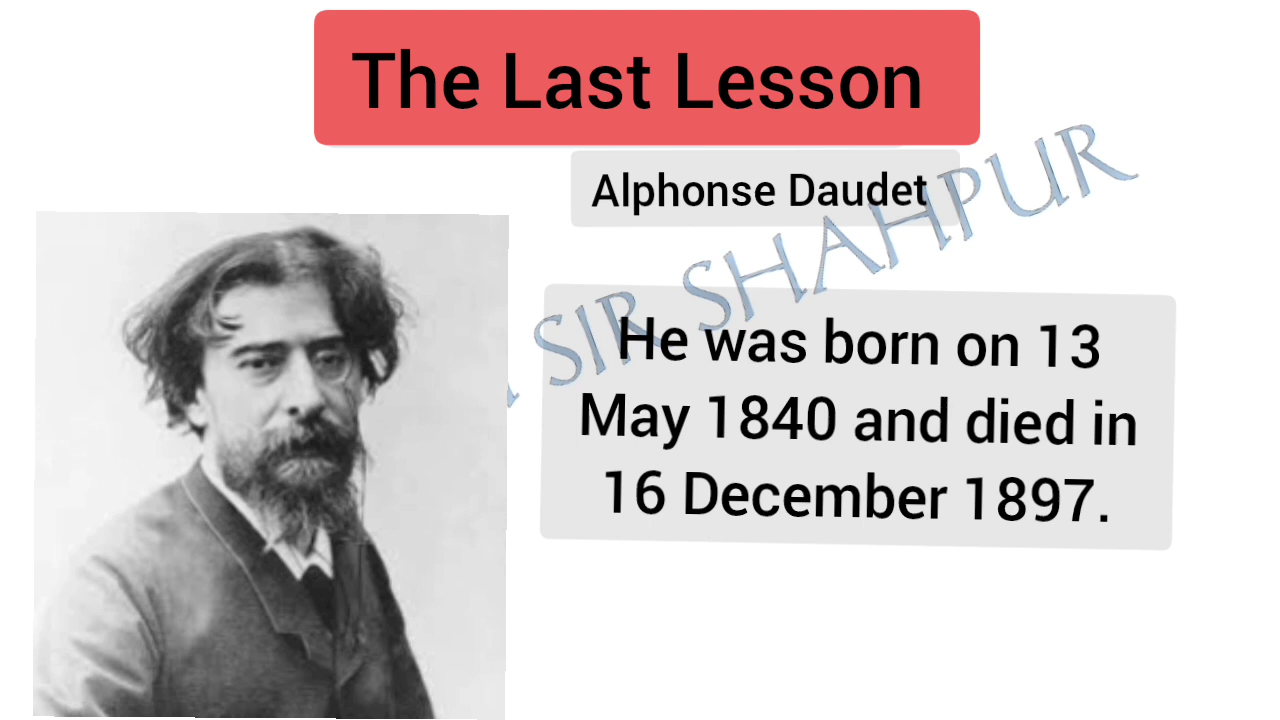 The Last Lesson
Alphonse Daudet
SIR SHAHPUR
He was born on 13
May 1840 and died in
16 December 1897.